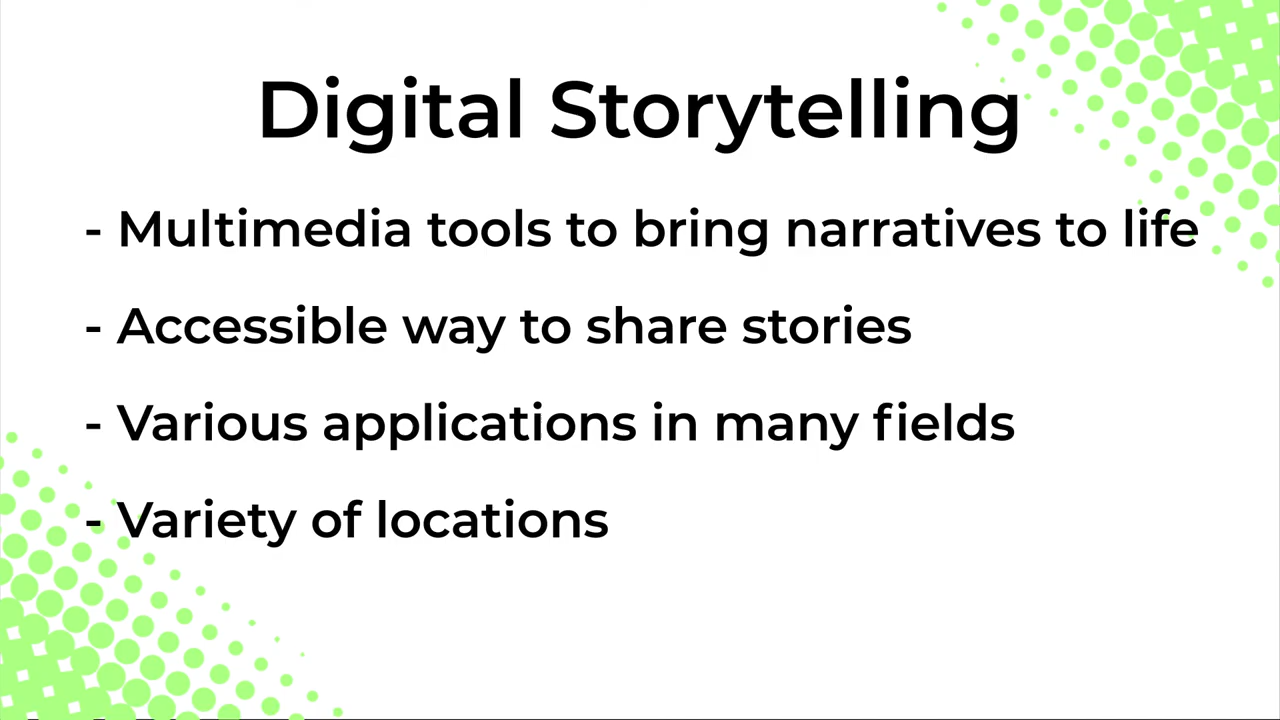 Digital Storytelling
- Multimedia tools to bring narratives to life
- Accessible way to share stories
- Various applications in many fields
- Variety of locations